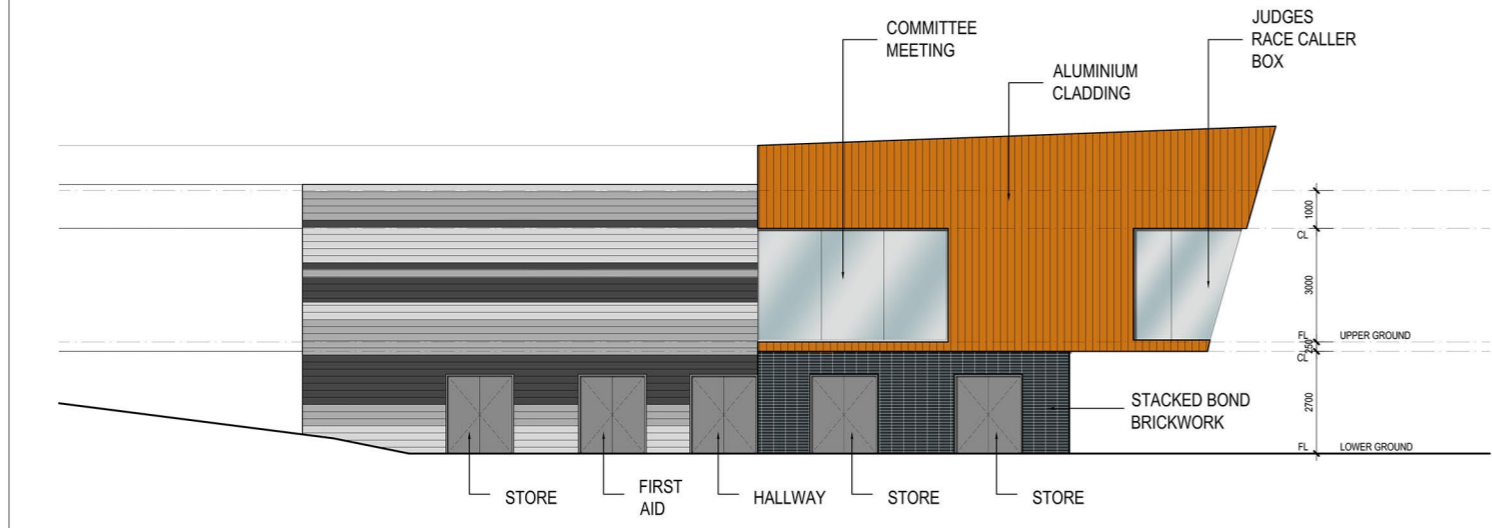 COMMITTEE
MEETING
JUDGES
RACE CALLER
BOX
ALUMINIUM
CLADDING
1000
CL
3000
FL
UPPER GROUND
250
CL
2700
STACKED BOND
BRICKWORK
FL
LOWER GROUND
STORE
FIRST
AID
HALLWAY
STORE
STORE